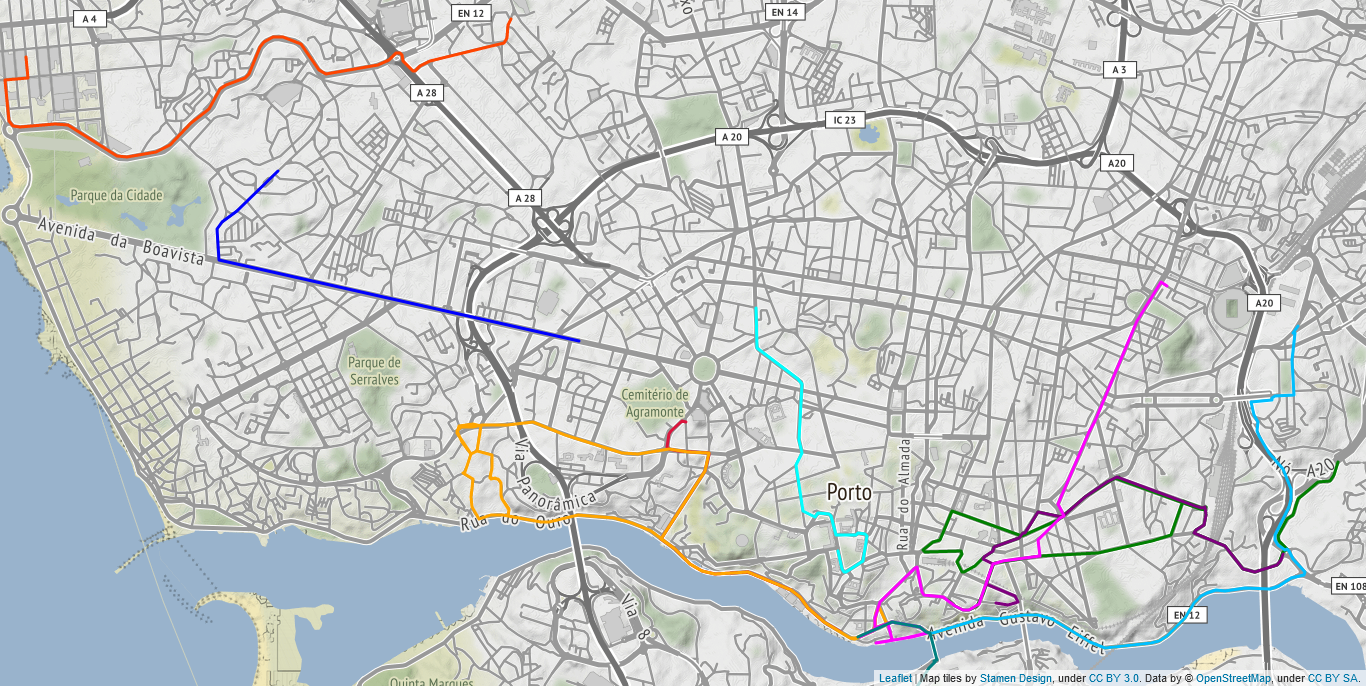 A 4
EN 12
EN 14
A 3
A 28
IC 23
A 20
A20
A 28
Parque da Cidade
Avenida da Boavista
A20
Parque de
Serralves
Cemitério de
Agramonte
Via Panorâmica
Rua do Ouro
Porto
Rua do Almada
Nó A20
EN 108
EN 12
Via 8
Avenida Gustavo Eiffel
Quinta Marques
Leaflet | Map tiles by Stamen Design, under CC BY 3.0. Data by © OpenStreetMap, under CC BY SA.